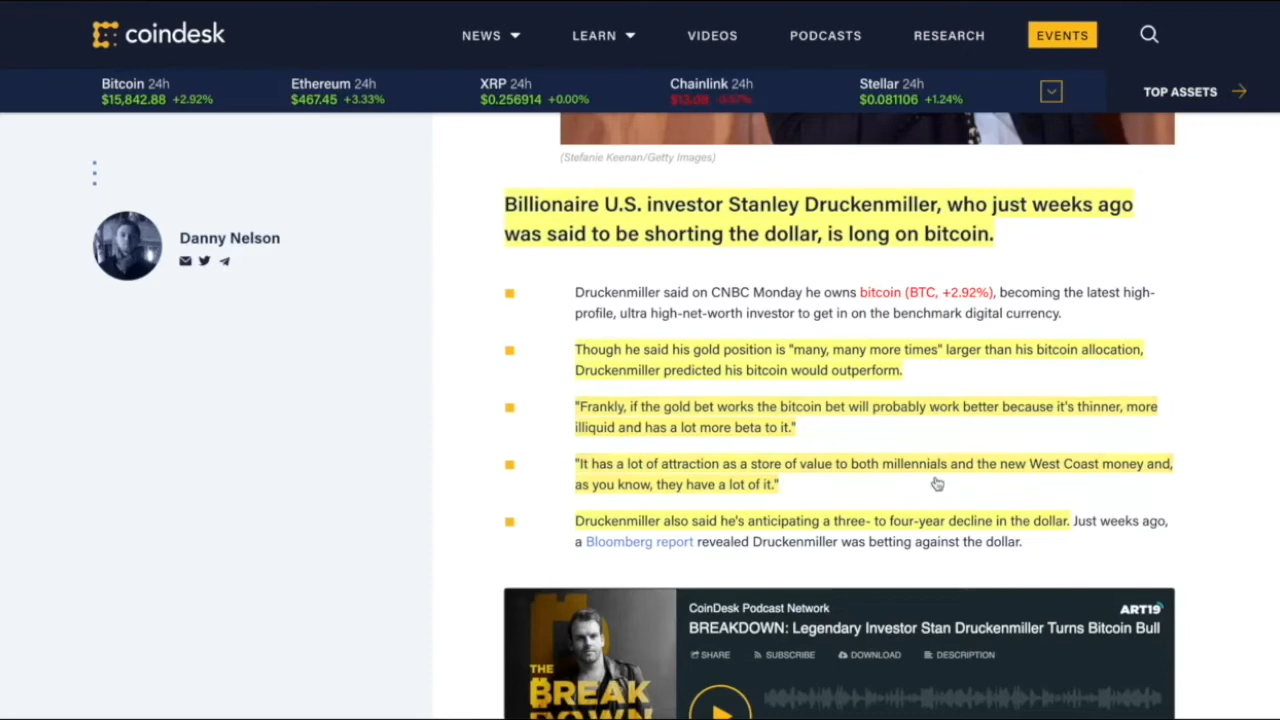 coindesk
NEWS
LEARN
VIDEOS
PODCASTS
RESEARCH
EVENTS
Bitcoin 24h
$15,842.88 +2.92%
Ethereum 24h
$467.45 +3.33%
XRP 24h
$0.256914 +0.00%
Chainlink 24h
Stellar 24h
$0.081106 +1.24%
TOP ASSETS
(Stefanie Keenan/Getty Images)
Danny Nelson
Billionaire U.S. investor Stanley Druckenmiller, who just weeks ago
was said to be shorting the dollar, is long on bitcoin.
Druckenmiller said on CNBC Monday he owns bitcoin (BTC, +2.92%), becoming the latest high-
profile, ultra high-net-worth investor to get in on the benchmark digital currency.
Though he said his gold position is "many, many more times" larger than his bitcoin allocation,
Druckenmiller predicted his bitcoin would outperform.
"Frankly, if the gold bet works the bitcoin bet will probably work better because it's thinner, more
illiquid and has a lot more beta to it."
"It has a lot of attraction as a store of value to both millennials and the new West Coast money and,
as you know, they have a lot of it."
Druckenmiller also said he's anticipating a three- to four-year decline in the dollar. Just weeks ago,
a Bloomberg report revealed Druckenmiller was betting against the dollar.
CoinDesk Podcast Network
ART19
BREAKDOWN: Legendary Investor Stan Druckenmiller Turns Bitcoin Bull
SHARE
SUBSCRIBE
DOWNLOAD
DESCRIPTION
THE
BREAK
DOWN